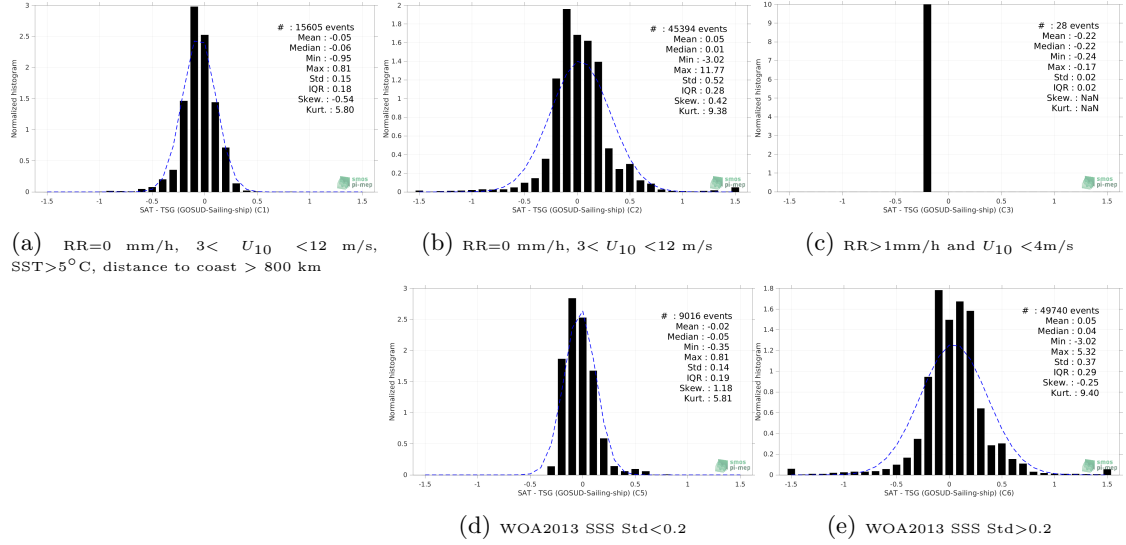 3
2.5
2
1.5
1
0.5
0
-1.5
-1
-0.5
0
0.5
1
1.5
Normalized histogram
# : 15605 events
Mean : -0.05
Median : -0.06
Min : -0.95
Max : 0.81
Std : 0.15
IQR : 0.18
Skew. : -0.54
Kurt. : 5.80
smos
pi-mep
SAT - TSG (GOSUD-Sailing-ship) (C1)
(a) RR=0 mm/h, 3< U10 <12 m/s,
SST>5°C, distance to coast > 800 km
2
1.8
1.6
1.4
1.2
1
0.8
0.6
0.4
0.2
0
-1.5
-1
-0.5
0
0.5
1
1.5
Normalized histogram
# : 45394 events
Mean : 0.05
Median : 0.01
Min : -3.02
Max : 11.77
Std : 0.52
IQR : 0.28
Skew. : 0.42
Kurt. : 9.38
smos
pi-mep
SAT - TSG (GOSUD-Sailing-ship) (C2)
(b) RR=0 mm/h, 3< U10 <12 m/s
10
9
8
7
6
5
4
3
2
1
0
-1.5
-1
-0.5
0
0.5
1
1.5
Normalized histogram
# : 28 events
Mean : -0.22
Median : -0.22
Min : -0.24
Max : -0.17
Std : 0.02
IQR : 0.02
Skew. : NaN
Kurt. : NaN
smos
pi-mep
SAT - TSG (GOSUD-Sailing-ship) (C3)
(c) RR>1mm/h and U10 <4m/s
3
2.5
2
1.5
1
0.5
0
-1.5
-1
-0.5
0
0.5
1
1.5
Normalized histogram
# : 9016 events
Mean : -0.02
Median : -0.05
Min : -0.35
Max : 0.81
Std : 0.14
IQR : 0.19
Skew. : 1.18
Kurt. : 5.81
smos
pi-mep
SAT - TSG (GOSUD-Sailing-ship) (C5)
(d) WOA2013 SSS Std<0.2
1.8
1.6
1.4
1.2
1
0.8
0.6
0.4
0.2
0
-1.5
-1
-0.5
0
0.5
1
1.5
Normalized histogram
# : 49740 events
Mean : 0.05
Median : 0.04
Min : -3.02
Max : 5.32
Std : 0.37
IQR : 0.29
Skew. : -0.25
Kurt. : 9.40
smos
pi-mep
SAT - TSG (GOSUD-Sailing-ship) (C6)
(e) WOA2013 SSS Std>0.2